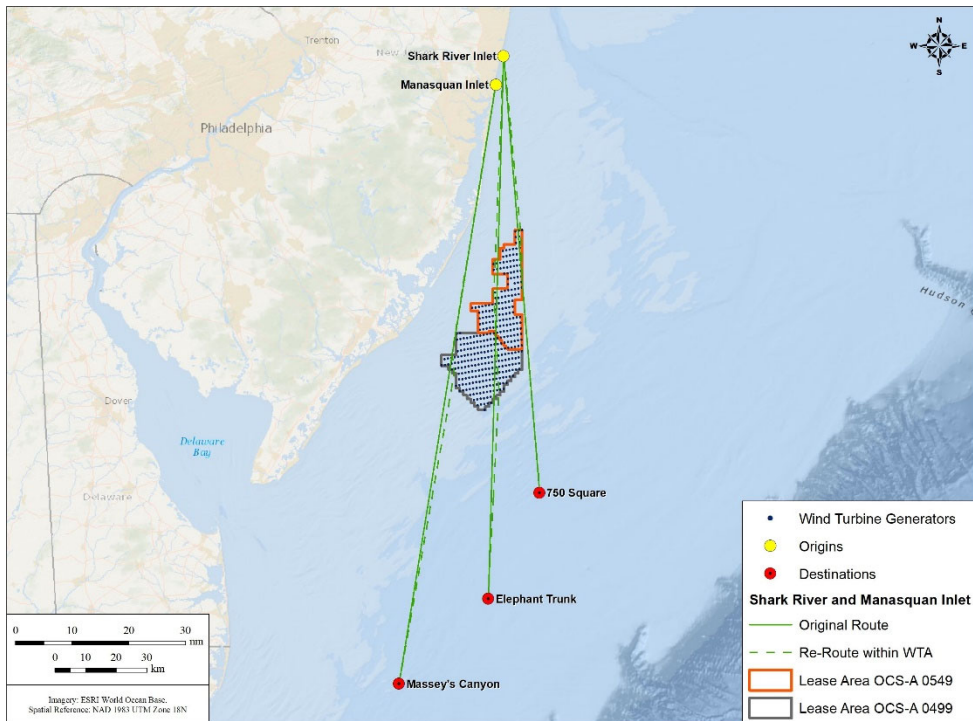 N
W E
S
Trenton
New Je
Shark River Inlet
Manasquan Inlet
Philadelphia
Hudson
Dover
Delaware
Bay
Delaware
750 Square
Elephant Trunk
Massey's Canyon
Wind Turbine Generators
Origins
Destinations
Shark River and Manasquan Inlet
Original Route
Re-Route within WTA
Lease Area OCS-A 0549
Lease Area OCS-A 0499
0 10 20 30
nm
0 10 20 30
km
Imagery: ESRI World Ocean Base.
Spatial Reference: NAD 1983 UTM Zone 18N